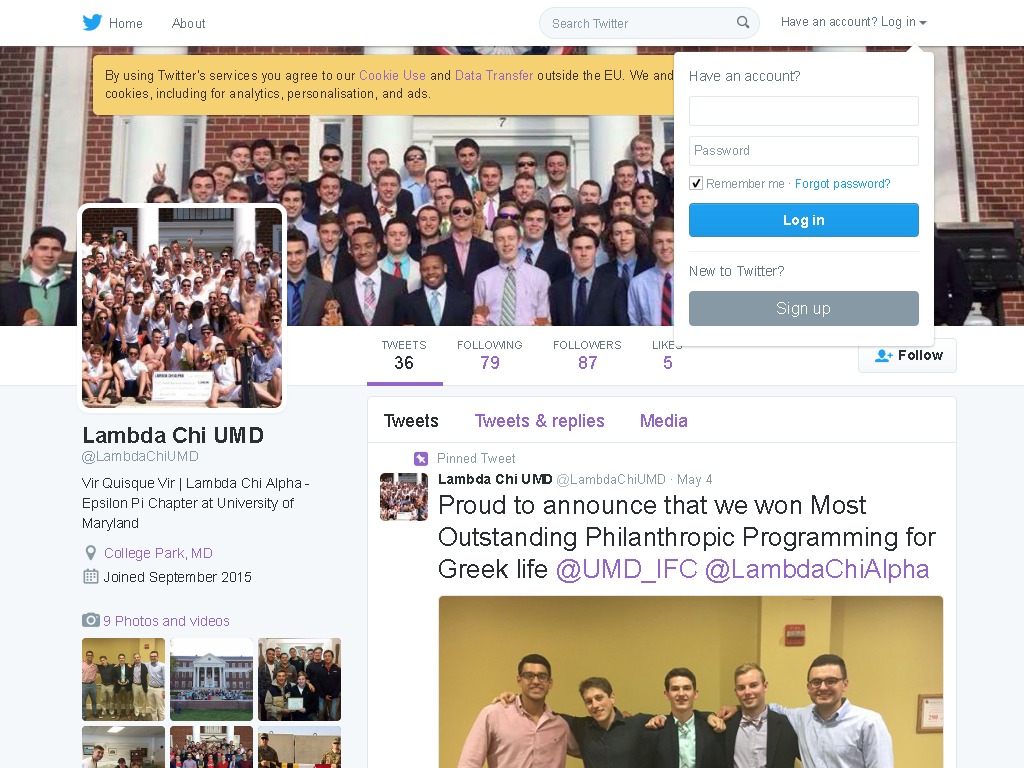 Home
About
Search Twitter
Have an account? Log in
By using Twitter's services you agree to our Cookie Use and Data Transfer outside the EU. We and
cookies, including for analytics, personalisation, and ads.
Have an account?
Password
Remember me · Forgot password?
Log in
New to Twitter?
Sign up
7
TWEETS
36
FOLLOWING
79
FOLLOWERS
87
LIKES
5
Follow
Lambda Chi UMD
@LambdaChiUMD
Vir Quisque Vir | Lambda Chi Alpha -
Epsilon Pi Chapter at University of
Maryland
College Park, MD
Joined September 2015
9 Photos and videos
Tweets
Tweets & replies
Media
Pinned Tweet
Lambda Chi UMD @LambdaChiUMD · May 4
Proud to announce that we won Most
Outstanding Philanthropic Programming for
Greek life @UMD_IFC @LambdaChiAlpha